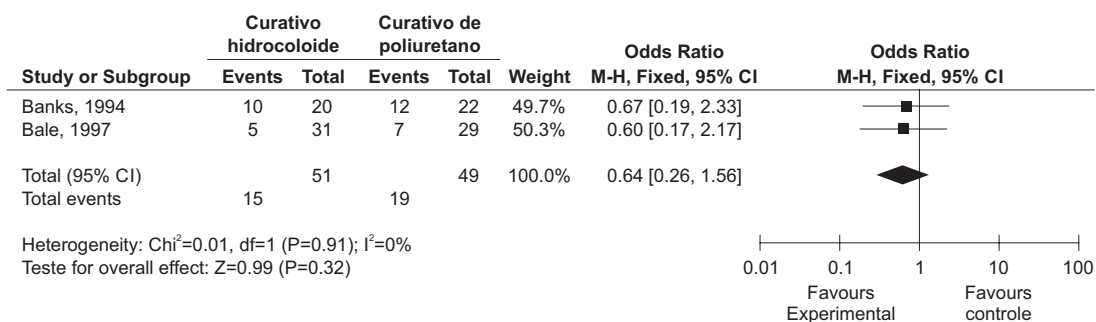 Curativo Curativo de
hidrocoloide poliuretano Odds Ratio Odds Ratio
Study or Subgroup Events Total Events Total Weight M-H, Fixed, 95% CI M-H, Fixed, 95% CI
Banks, 1994 10 20 12 22 49.7% 0.67 [0.19, 2.33]
Bale, 1997 5 31 7 29 50.3% 0.60 [0.17, 2.17]
Total (95% CI) 51 49 100.0% 0.64 [0.26, 1.56]
Total events 15 19
Heterogeneity: Chi²=0.01, df=1 (P=0.91); I²=0%
Teste for overall effect: Z=0.99 (P=0.32)
0.01 0.1 1 10 100
Favours Favours
Experimental controle